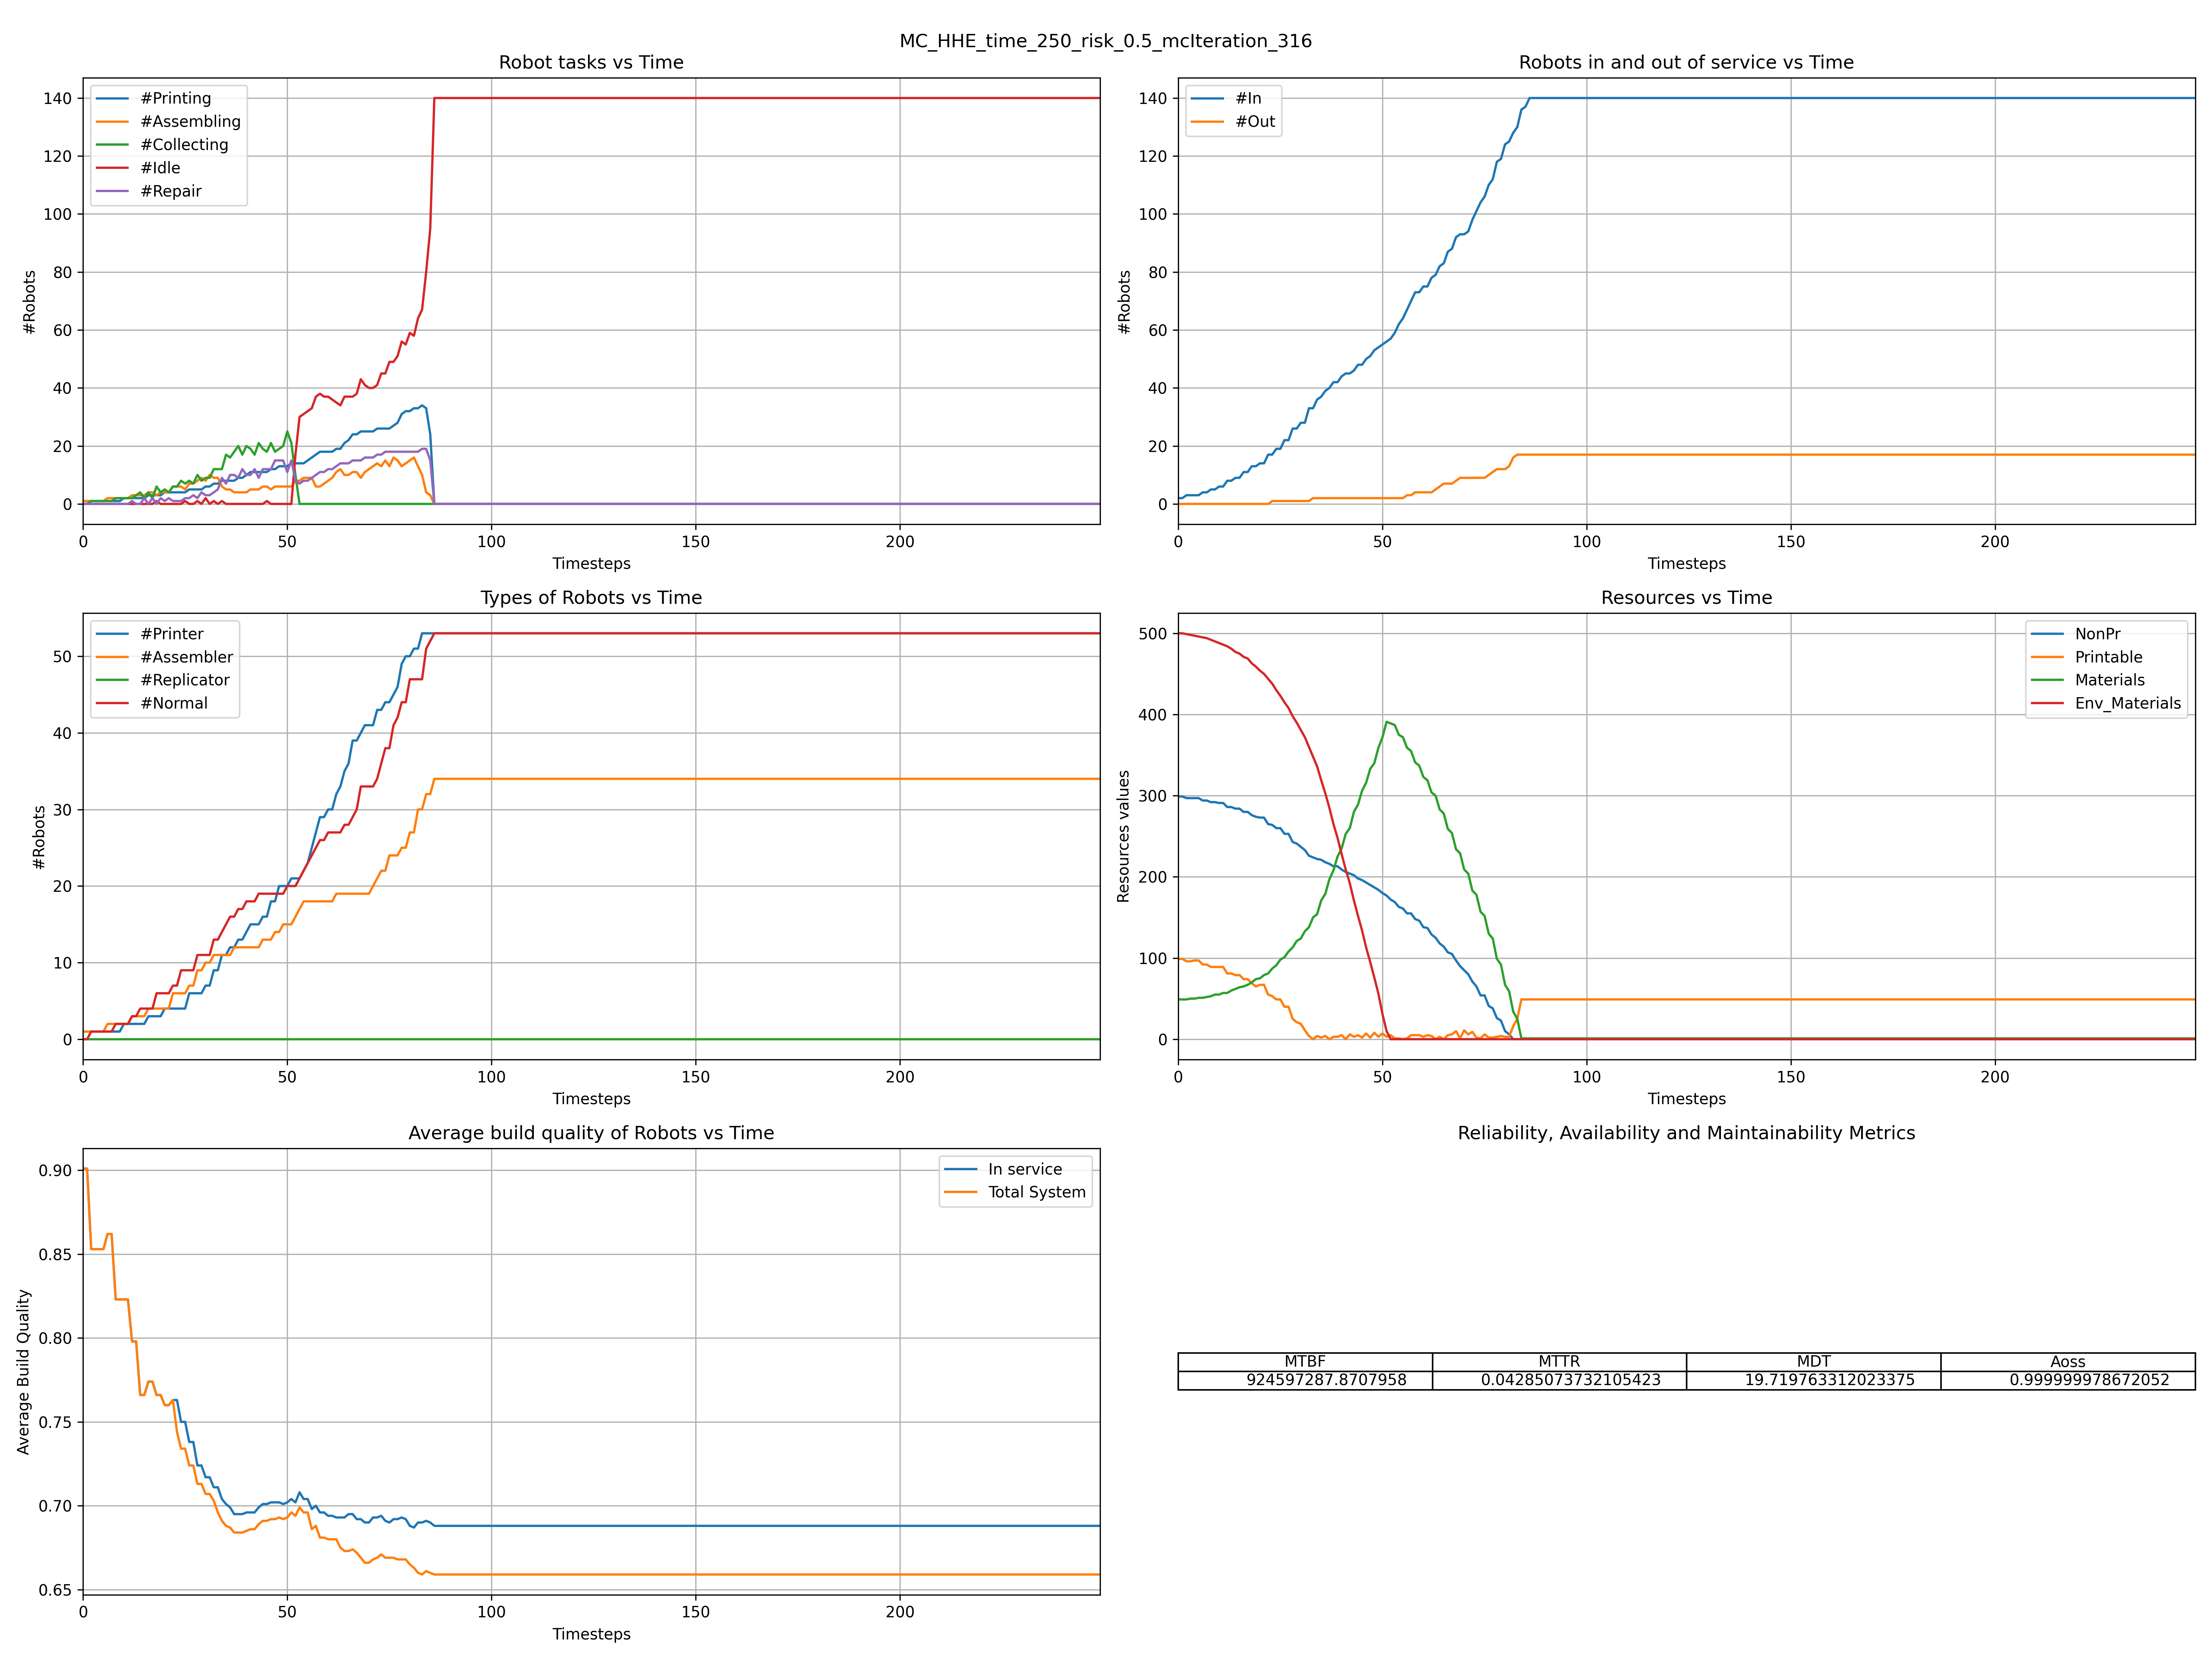 MC_HHE_time_250_risk_0.5_mcIteration_316
Robot tasks vs Time
#Robots
140
120
100
80
60
40
20
0
0 50 100 150 200
Timesteps
#Printing
#Assembling
#Collecting
#Idle
#Repair
Robots in and out of service vs Time
#Robots
140
120
100
80
60
40
20
0
0 50 100 150 200
Timesteps
#In
#Out
Types of Robots vs Time
#Robots
50
40
30
20
10
0
0 50 100 150 200
Timesteps
#Printer
#Assembler
#Replicator
#Normal
Resources vs Time
Resources values
500
400
300
200
100
0
0 50 100 150 200
Timesteps
NonPr
Printable
Materials
Env_Materials
Average build quality of Robots vs Time
Average Build Quality
0.90
0.85
0.80
0.75
0.70
0.65
0 50 100 150 200
Timesteps
In service
Total System
Reliability, Availability and Maintainability Metrics
MTBF MTTR MDT Aoss
924597287.8707958 0.04285073732105423 19.719763312023375 0.999999978672052